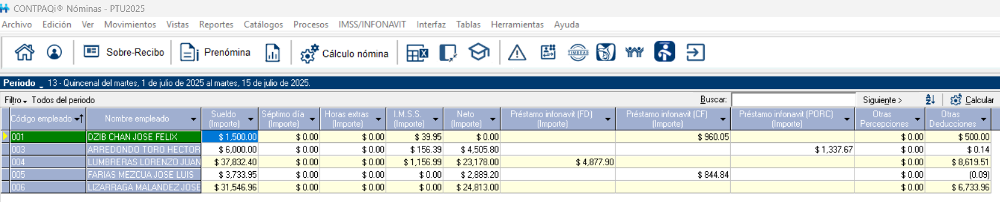 CONTPAQi® Nóminas - PTU2025
Archivo Edición Ver Movimientos Vistas Reportes Catálogos Procesos IMSS/INFONAVIT Interfaz Tablas Herramientas Ayuda
Sobre-Recibo Prenómina Cálculo nómina TIMBRAR
Periodo 13 - Quincenal del martes, 1 de julio de 2025 al martes, 15 de julio de 2025.
Filtro Todos del periodo Buscar: Siguiente > Calcular
Código empleado Nombre empleado Sueldo (Importe) Séptimo día (Importe) Horas extras (Importe) I.M.S.S. (Importe) Neto (Importe) Préstamo infonavit (FD) (Importe) Préstamo infonavit (CF) (Importe) Préstamo infonavit (PORC) (Importe) Otras Percepciones Otras Deducciones
001 DZIB CHAN JOSE FELIX $ 1,500.00 $ 0.00 $ 0.00 $ 39.95 $ 0.00 $ 960.05 $ 0.00 $ 500.00
003 ARREDONDO TORO HECTOR $ 6,000.00 $ 0.00 $ 0.00 $ 156.39 $ 4,505.80 $ 1,337.67 $ 0.00 $ 0.14
004 LUMBRERAS LORENZO JUAN $ 37,832.40 $ 0.00 $ 0.00 $ 1,156.99 $ 23,178.00 $ 4,877.90 $ 0.00 $ 8,619.51
005 FARIAS MEZCUA JOSE LUIS $ 3,733.95 $ 0.00 $ 0.00 $ 0.00 $ 2,889.20 $ 844.84 $ 0.00 (0.09)
006 LIZARRAGA MALANDEZ JOSE $ 31,546.96 $ 0.00 $ 0.00 $ 0.00 $ 24,813.00 $ 0.00 $ 6,733.96